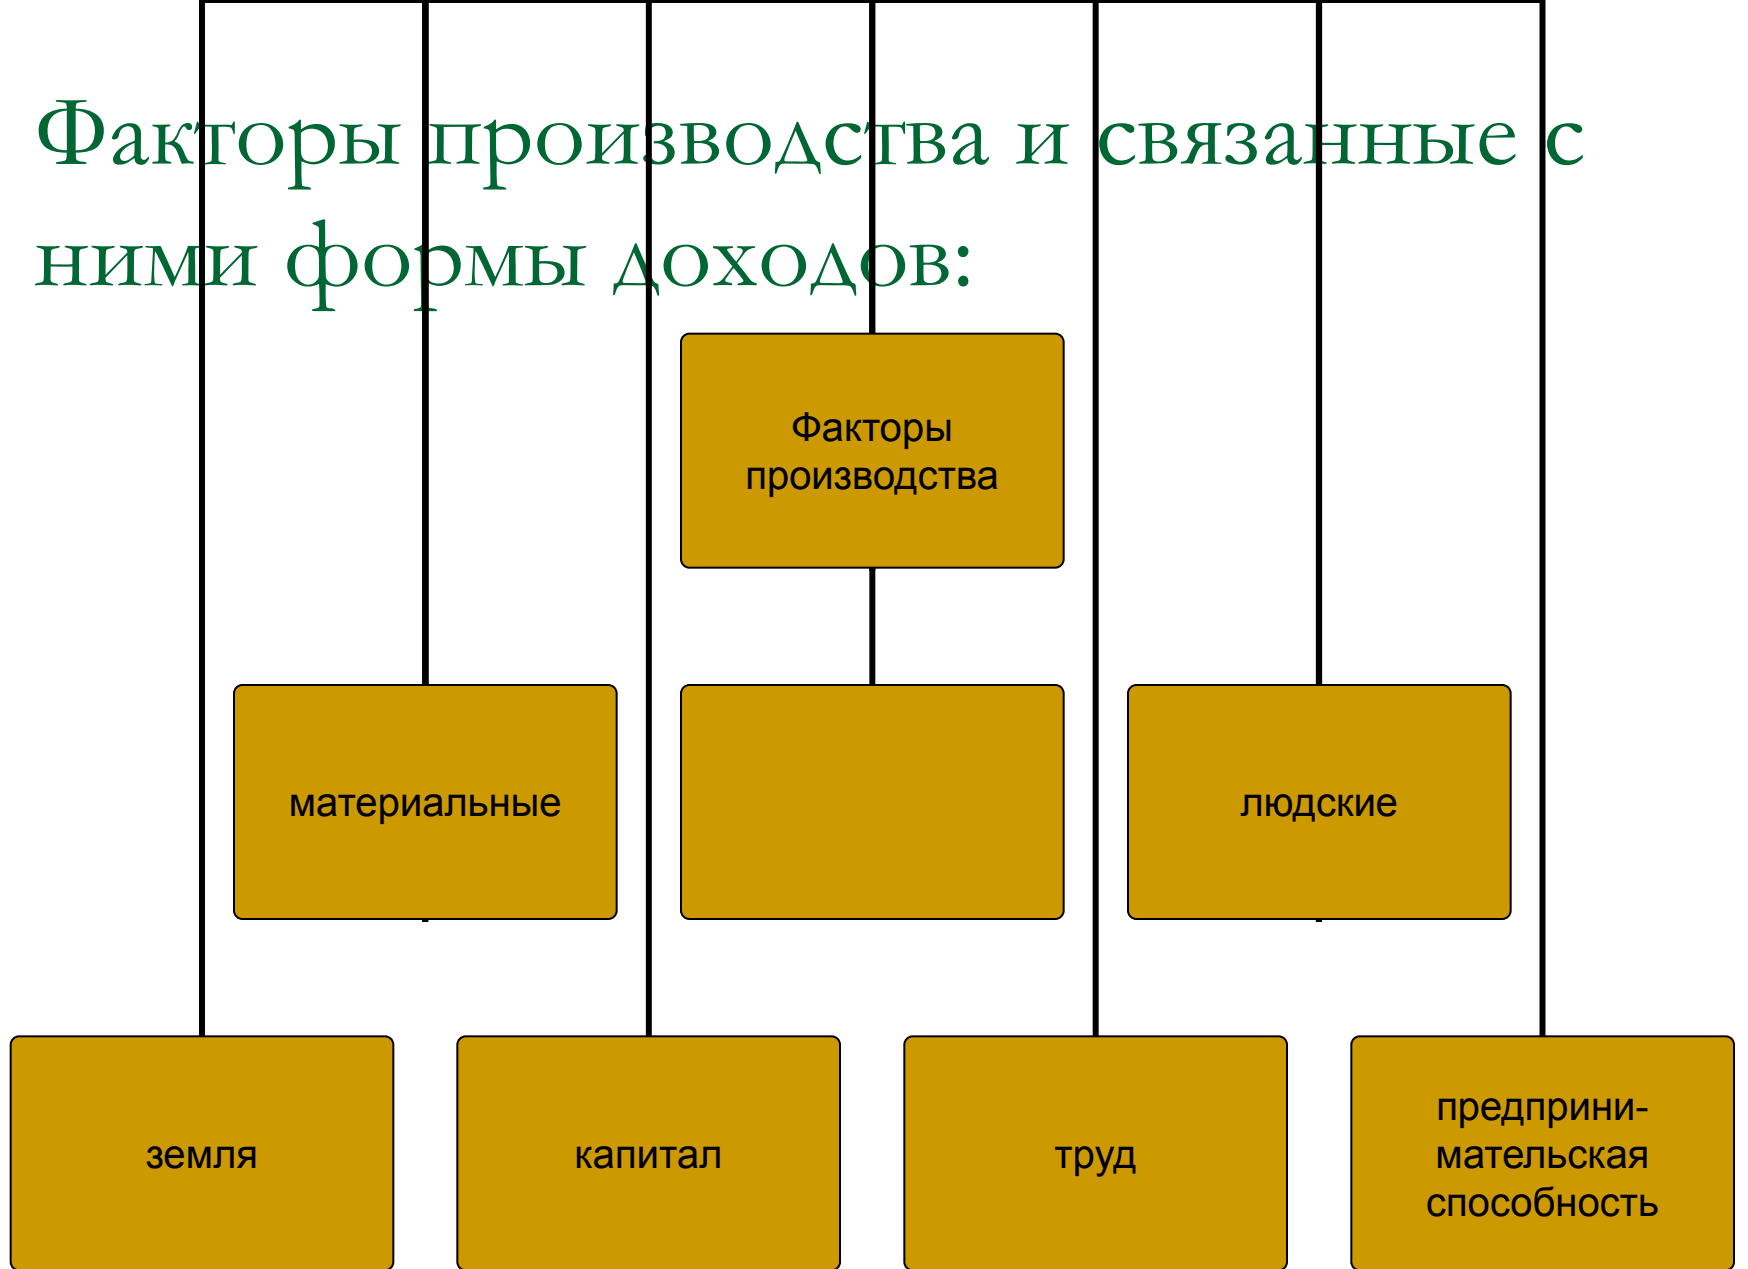 Факторы производства и связанные с
ними формы доходов:
Факторы
производства
материальные
людские
земля
капитал
труд
предприни-
мательская
способность